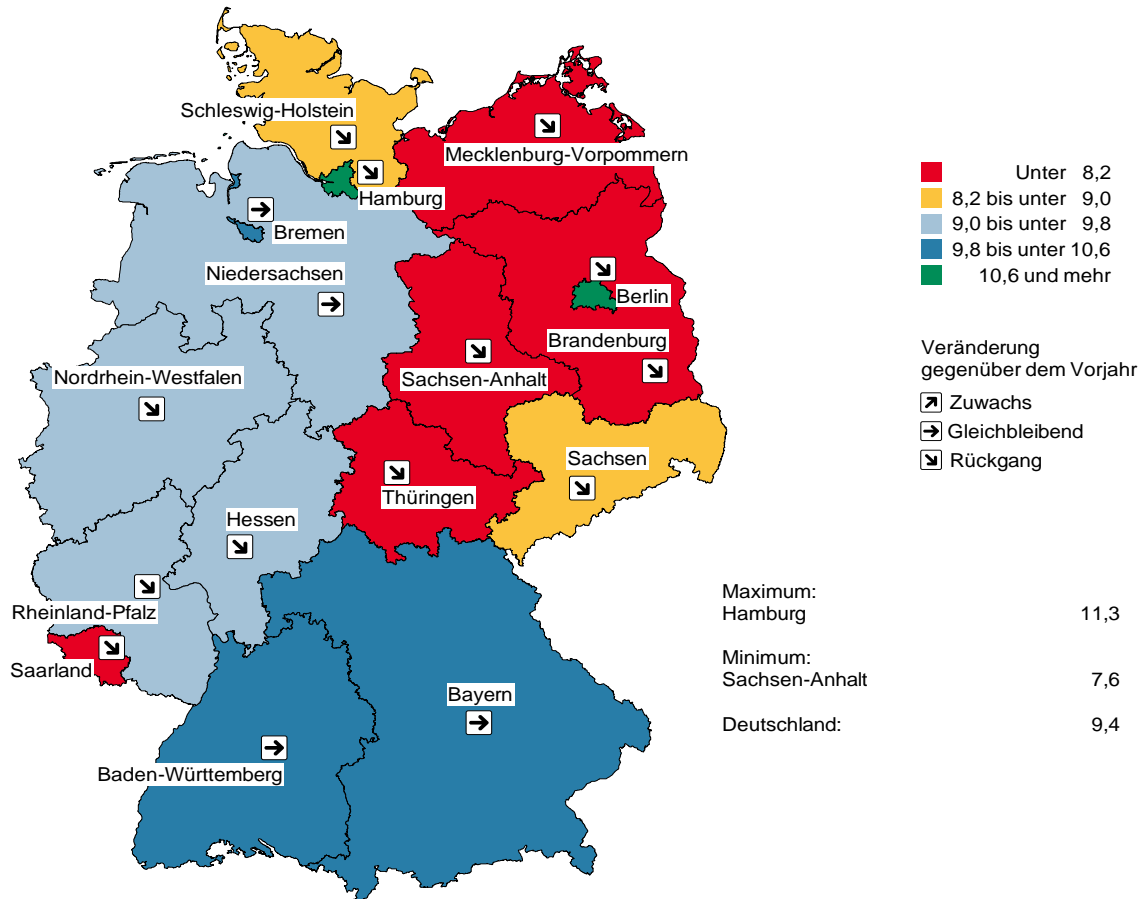 Schleswig-Holstein
Mecklenburg-Vorpommern
Hamburg
Bremen
Niedersachsen
Berlin
Brandenburg
Nordrhein-Westfalen
Sachsen-Anhalt
Sachsen
Thüringen
Hessen
Rheinland-Pfalz
Saarland
Bayern
Baden-Württemberg
Unter 8,2
8,2 bis unter 9,0
9,0 bis unter 9,8
9,8 bis unter 10,6
10,6 und mehr
Veränderung
gegenüber dem Vorjahr
Zuwachs
Gleichbleibend
Rückgang
Maximum:
Hamburg 11,3
Minimum:
Sachsen-Anhalt 7,6
Deutschland: 9,4